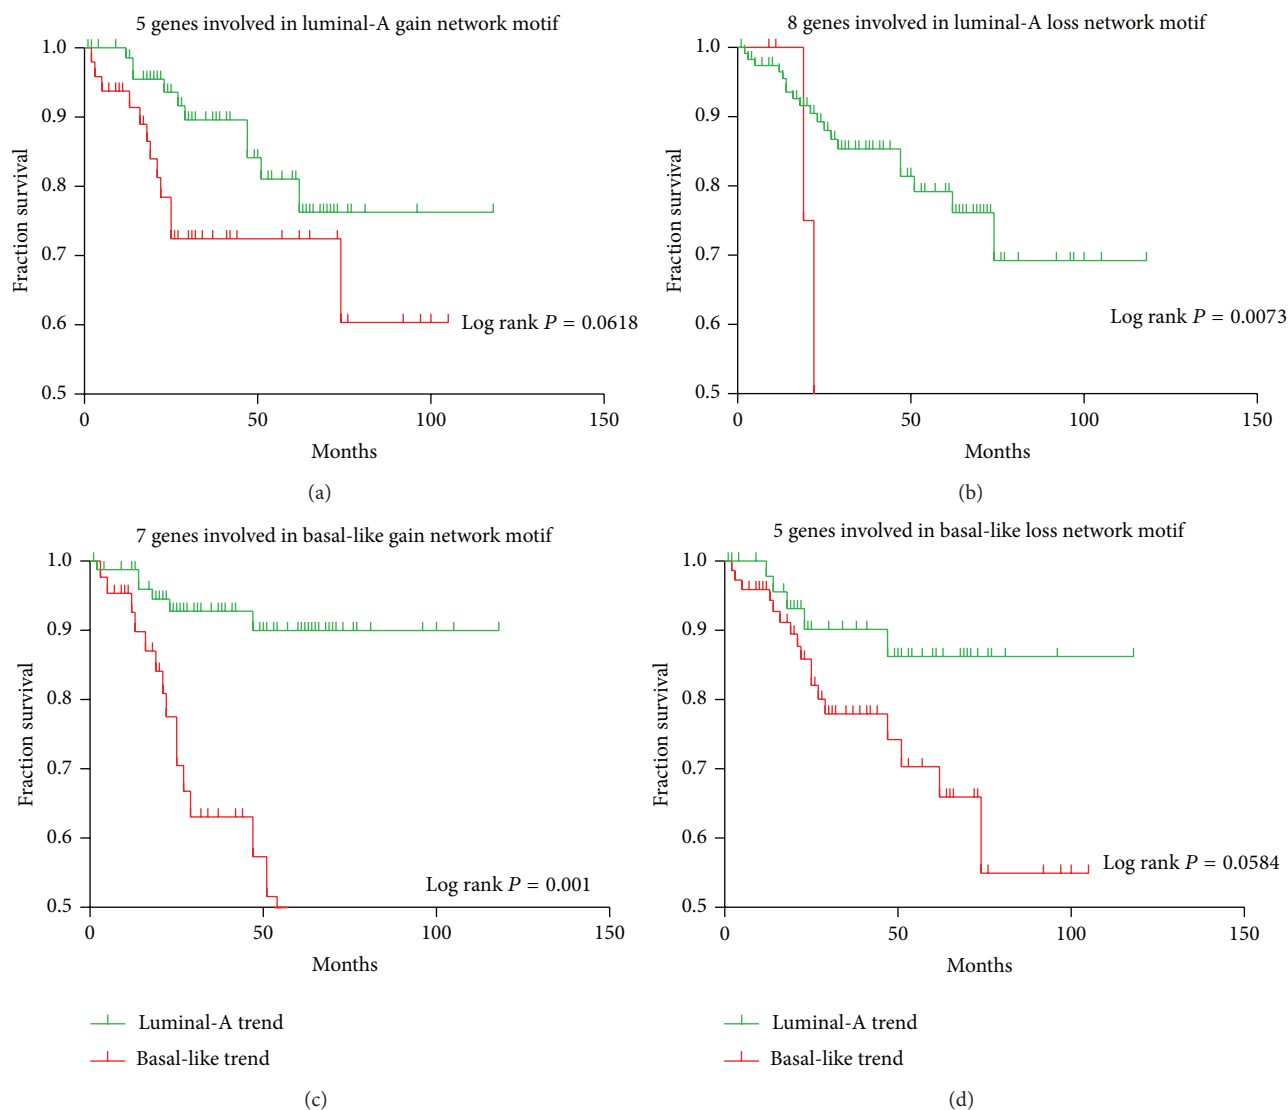 5 genes involved in luminal-A gain network motif
1.0
0.9
0.8
0.7
0.6
0.5
Fraction survival
Log rank P = 0.0618
0 50 100 150
Months
(a)
8 genes involved in luminal-A loss network motif
1.0
0.9
0.8
0.7
0.6
0.5
Fraction survival
Log rank P = 0.0073
0 50 100 150
Months
(b)
7 genes involved in basal-like gain network motif
1.0
0.9
0.8
0.7
0.6
0.5
Fraction survival
Log rank P = 0.001
0 50 100 150
Months
Luminal-A trend
Basal-like trend
(c)
5 genes involved in basal-like loss network motif
1.0
0.9
0.8
0.7
0.6
0.5
Fraction survival
Log rank P = 0.0584
0 50 100 150
Months
Luminal-A trend
Basal-like trend
(d)